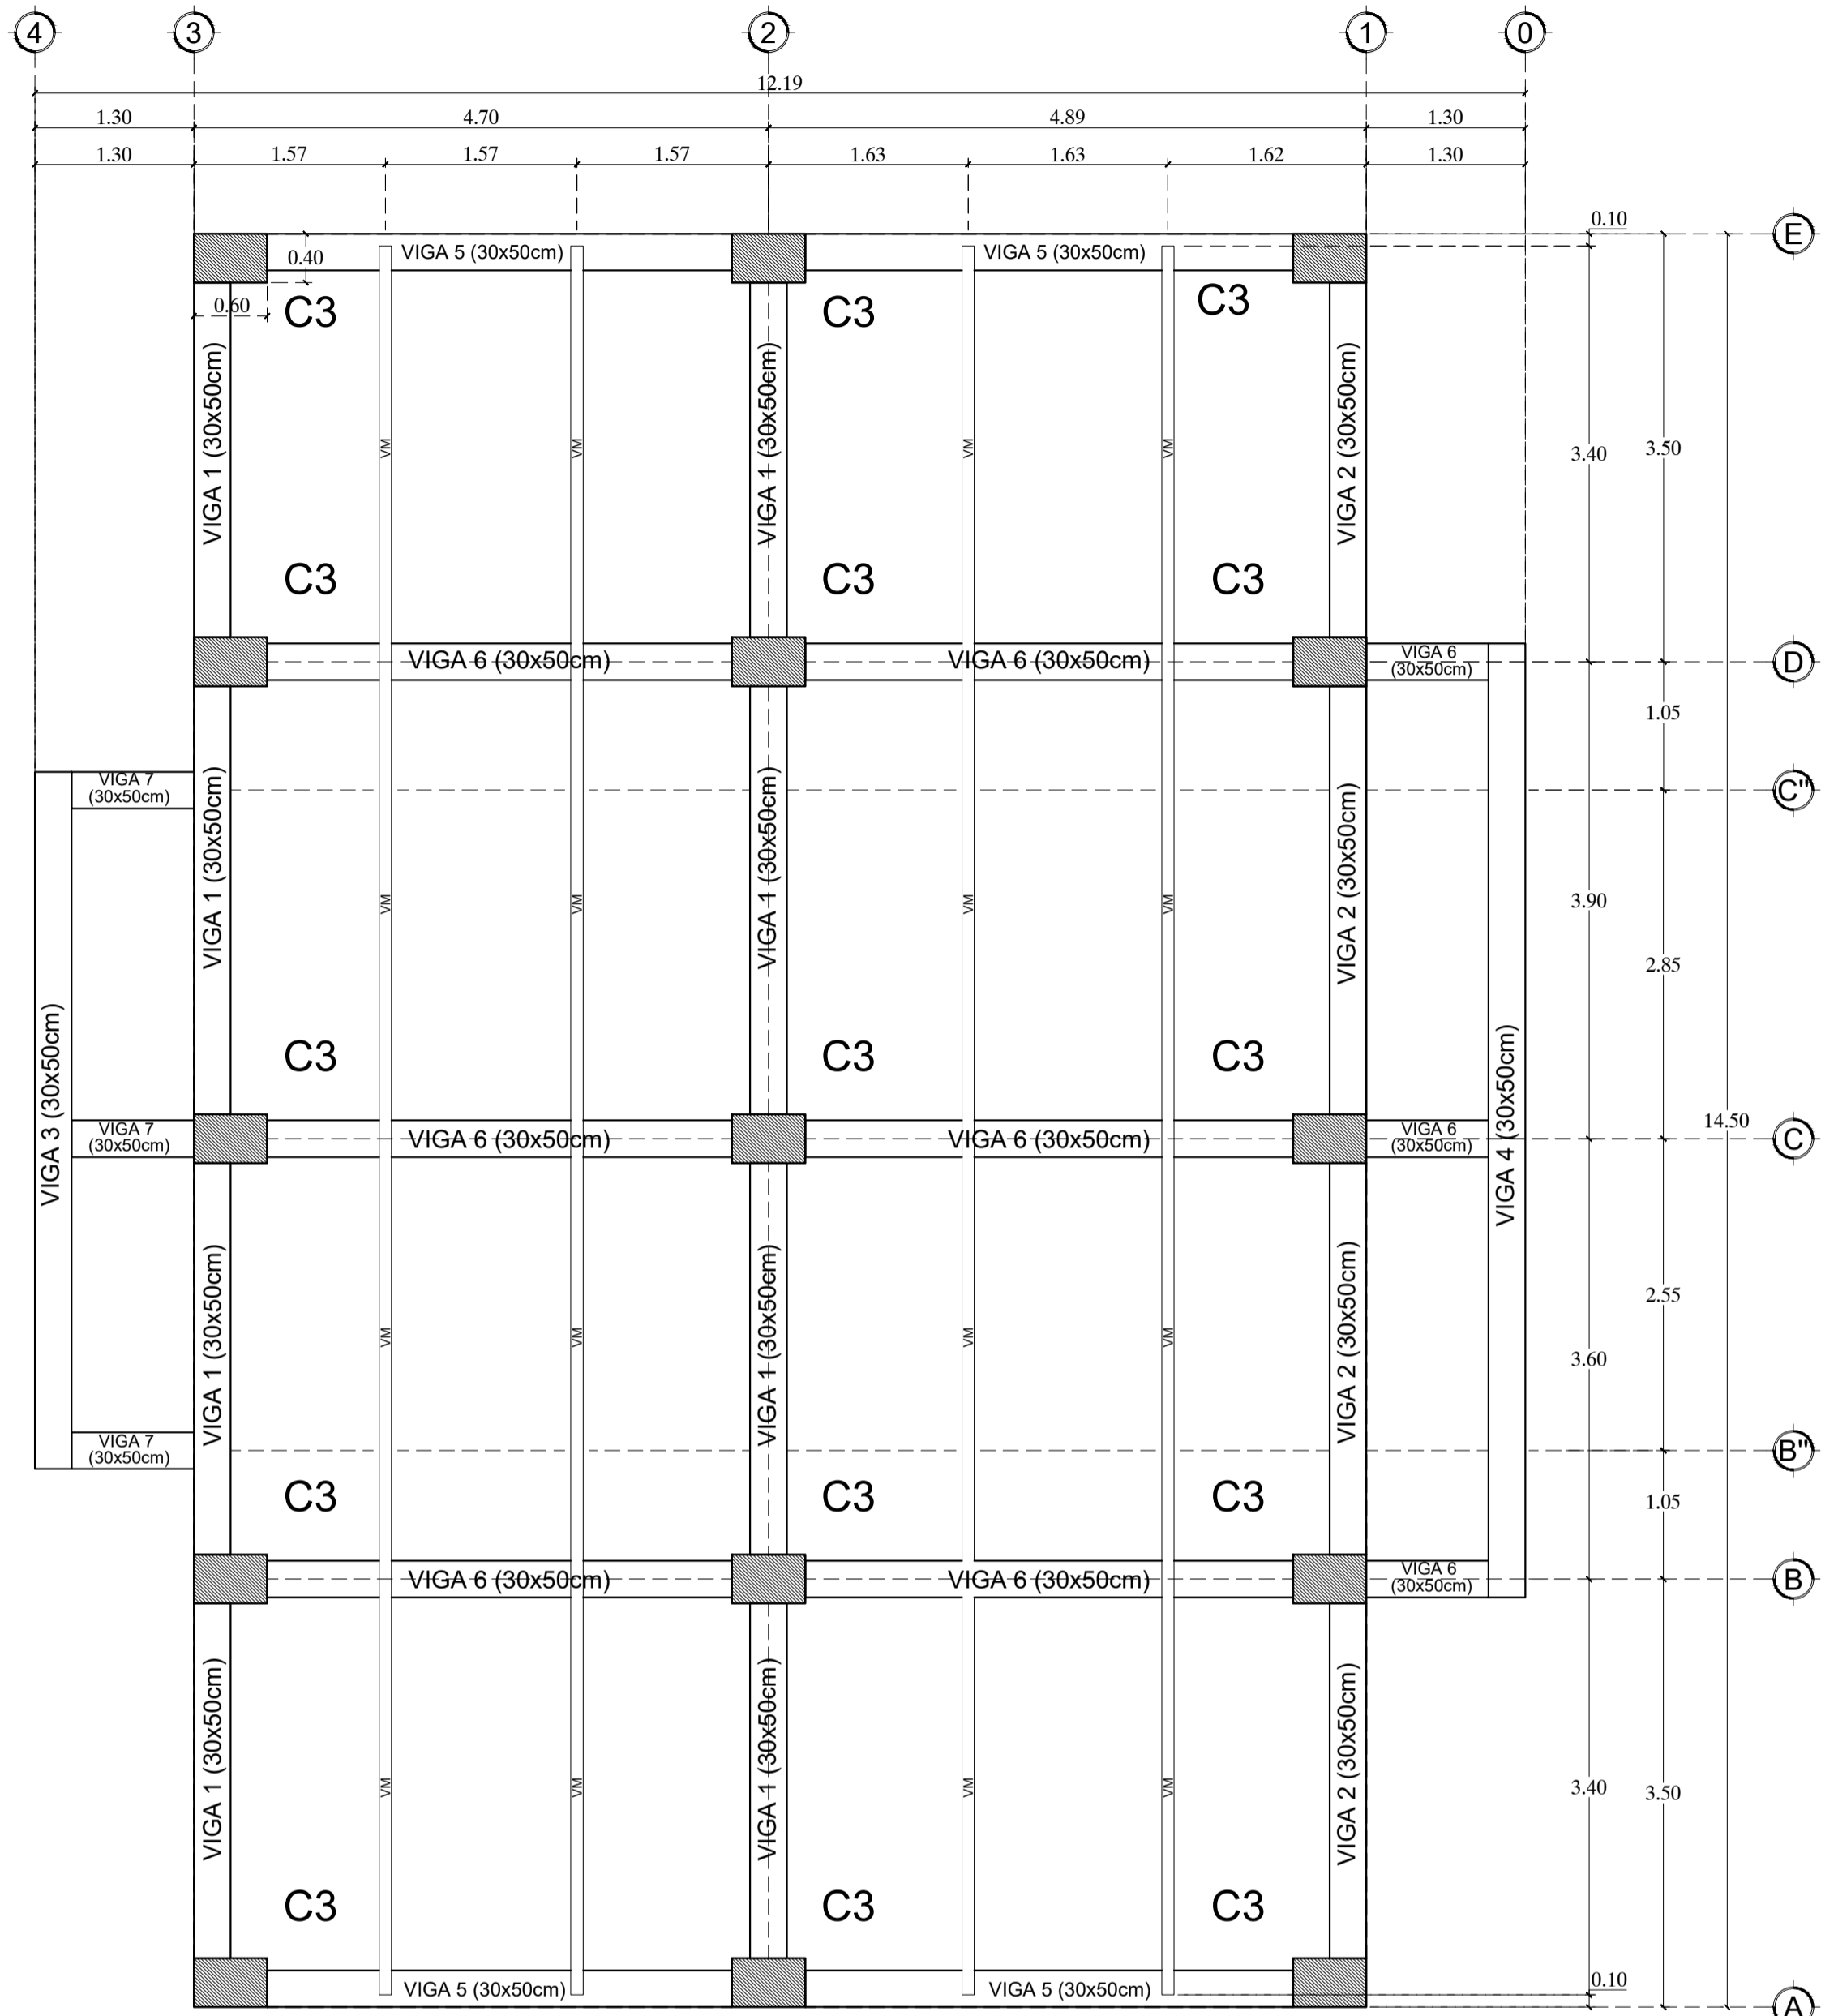 4 3 2 1 0
12.19
1.30 4.70 4.89 1.30
1.30 1.57 1.57 1.57 1.63 1.63 1.62 1.30
0.10
E
VIGA 5 (30x50cm) VIGA 5 (30x50cm)
0.40
0.60
C3 C3 C3
VIGA 1 (30x50cm) VIGA 1 (30x50cm) VIGA 2 (30x50cm)
VM VM VM VM
3.40 3.50
C3 C3 C3
VIGA 6 (30x50cm) VIGA 6 (30x50cm) VIGA 6
(30x50cm)
D
1.05
VIGA 7
(30x50cm)
C"
VIGA 1 (30x50cm) VIGA 1 (30x50cm) VIGA 2 (30x50cm)
VM VM VM VM
3.90
2.85
C3 C3 C3
VIGA 3 (30x50cm)
VIGA 4 (30x50cm)
14.50
VIGA 7
(30x50cm)
VIGA 6 (30x50cm) VIGA 6 (30x50cm) VIGA 6
(30x50cm)
C
2.55
VIGA 1 (30x50cm) VIGA 1 (30x50cm) VIGA 2 (30x50cm)
VM VM VM VM
3.60
VIGA 7
(30x50cm)
B"
C3 C3 C3
1.05
VIGA 6 (30x50cm) VIGA 6 (30x50cm) VIGA 6
(30x50cm)
B
VIGA 1 (30x50cm) VIGA 1 (30x50cm) VIGA 2 (30x50cm)
VM VM VM VM
3.40 3.50
C3 C3 C3
VIGA 5 (30x50cm) VIGA 5 (30x50cm)
0.10
A